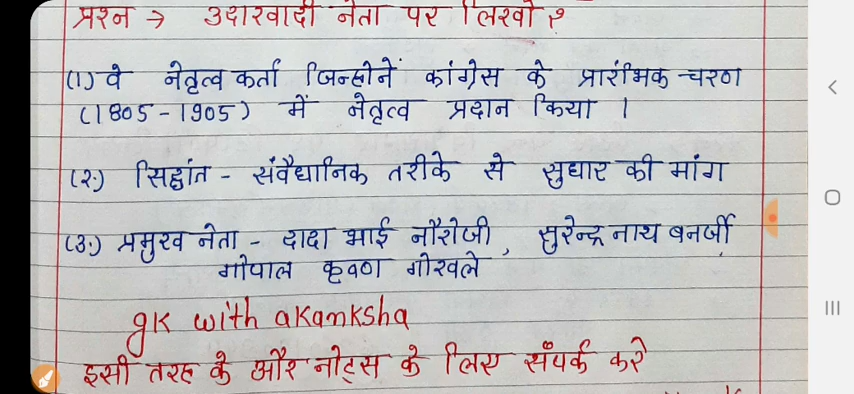 प्रश्न → उदारवादी नेता पर लिखो ?
(1) वे नेतृत्व कर्ता जिन्होनें कांग्रेस के प्रारंभिक चरण
(1805-1905) में नेतृत्व प्रदान किया ।
(२.) सिद्धांत - संवैधानिक तरीके से सुधार की मांग
(3.) प्रमुख नेता - दादा भाई नौरोजी, सुरेन्द्र नाथ बनर्जी
गोपाल कृष्ण गोखले
gk with akanksha
इसी तरह के और नोट्स के लिए संपर्क करे